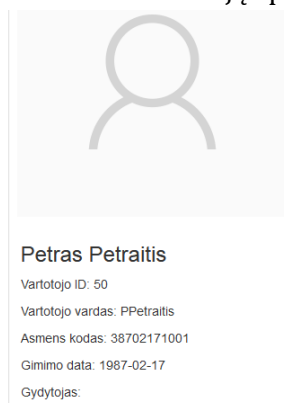 Petras Petraitis
Vartotojo ID: 50
Vartotojo vardas: PPetraitis
Asmens kodas: 38702171001
Gimimo data: 1987-02-17
Gydytojas: